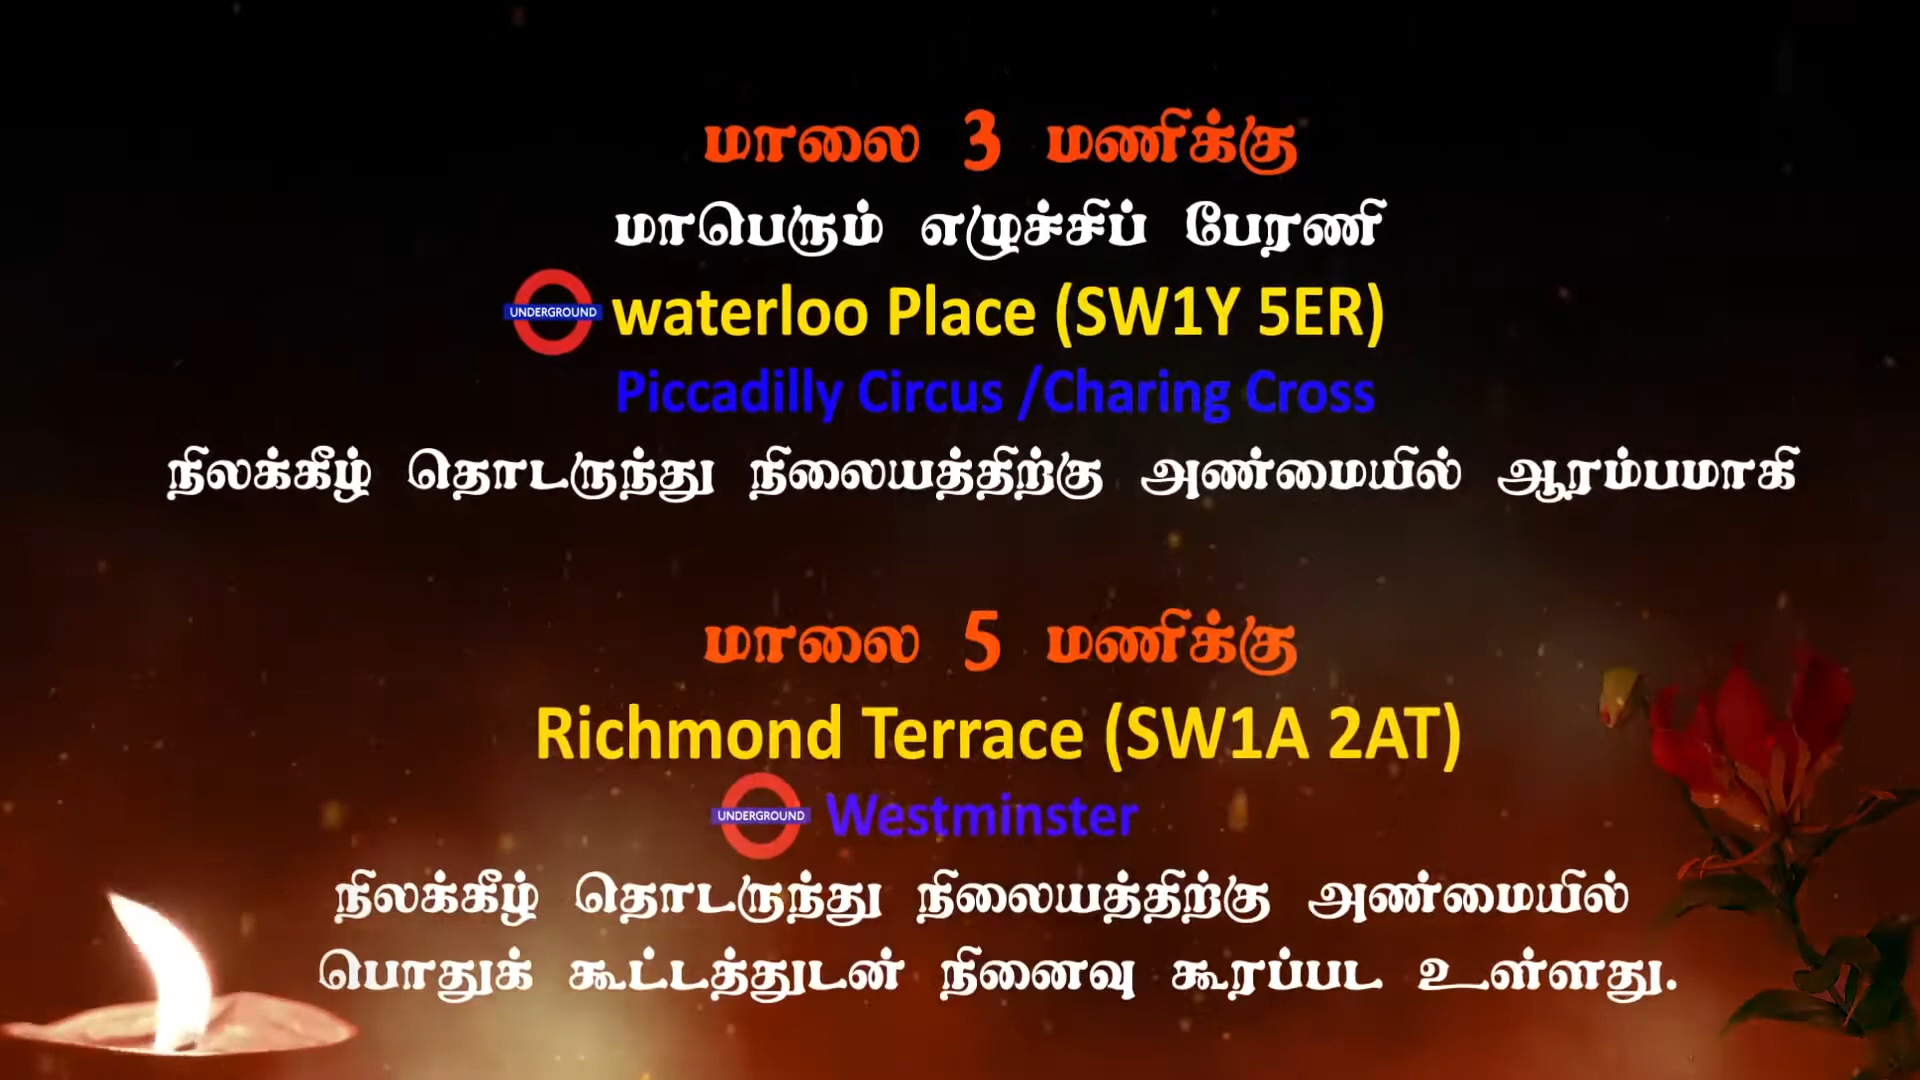 மாலை 3 மணிக்கு
மாபெரும் எழுச்சிப் பேரணி
UNDERGROUND waterloo Place (SW1Y 5ER)
Piccadilly Circus /Charing Cross
நிலக்கீழ் தொடருந்து நிலையத்திற்கு அண்மையில் ஆரம்பமாகி
மாலை 5 மணிக்கு
Richmond Terrace (SW1A 2AT)
UNDERGROUND Westminster
நிலக்கீழ் தொடருந்து நிலையத்திற்கு அண்மையில்
பொதுக் கூட்டத்துடன் நினைவு கூரப்பட உள்ளது.